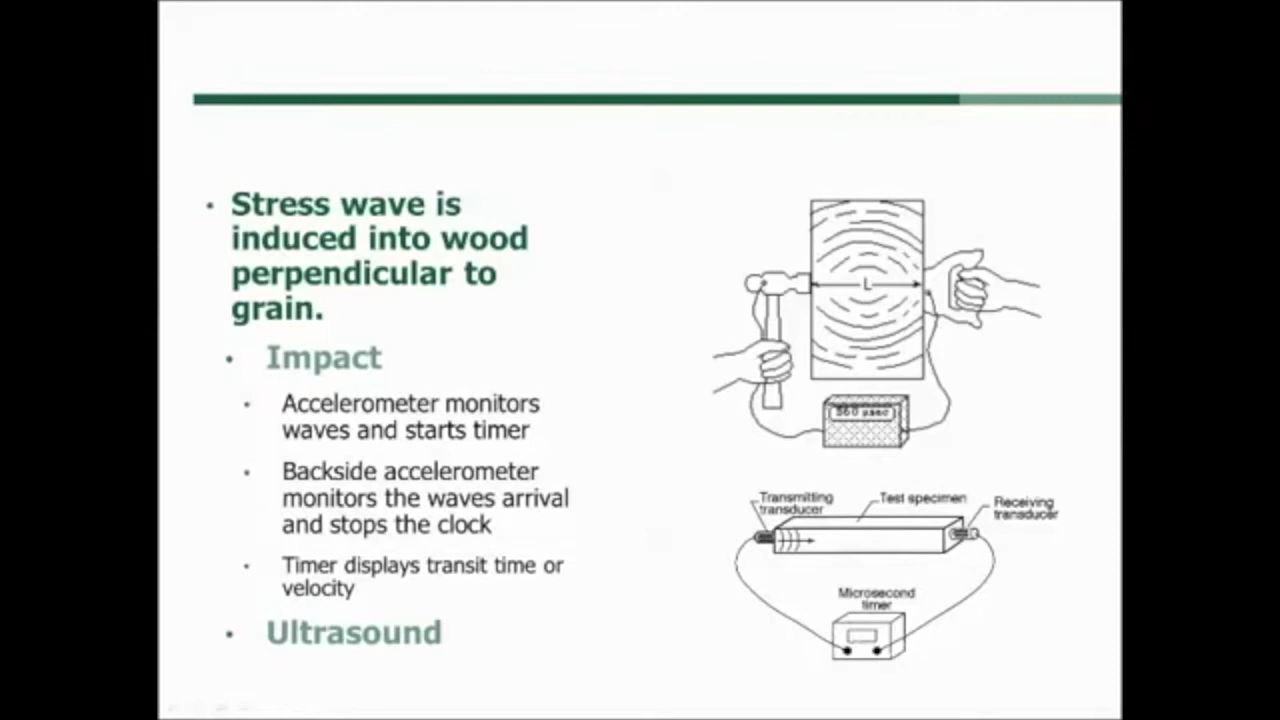 • Stress wave is
induced into wood
perpendicular to
grain.
• Impact
• Accelerometer monitors
waves and starts timer
• Backside accelerometer
monitors the waves arrival
and stops the clock
• Timer displays transit time or
velocity
• Ultrasound
L
360 µsec
Transmitting
transducer
Test specimen
Receiving
transducer
Microsecond
timer